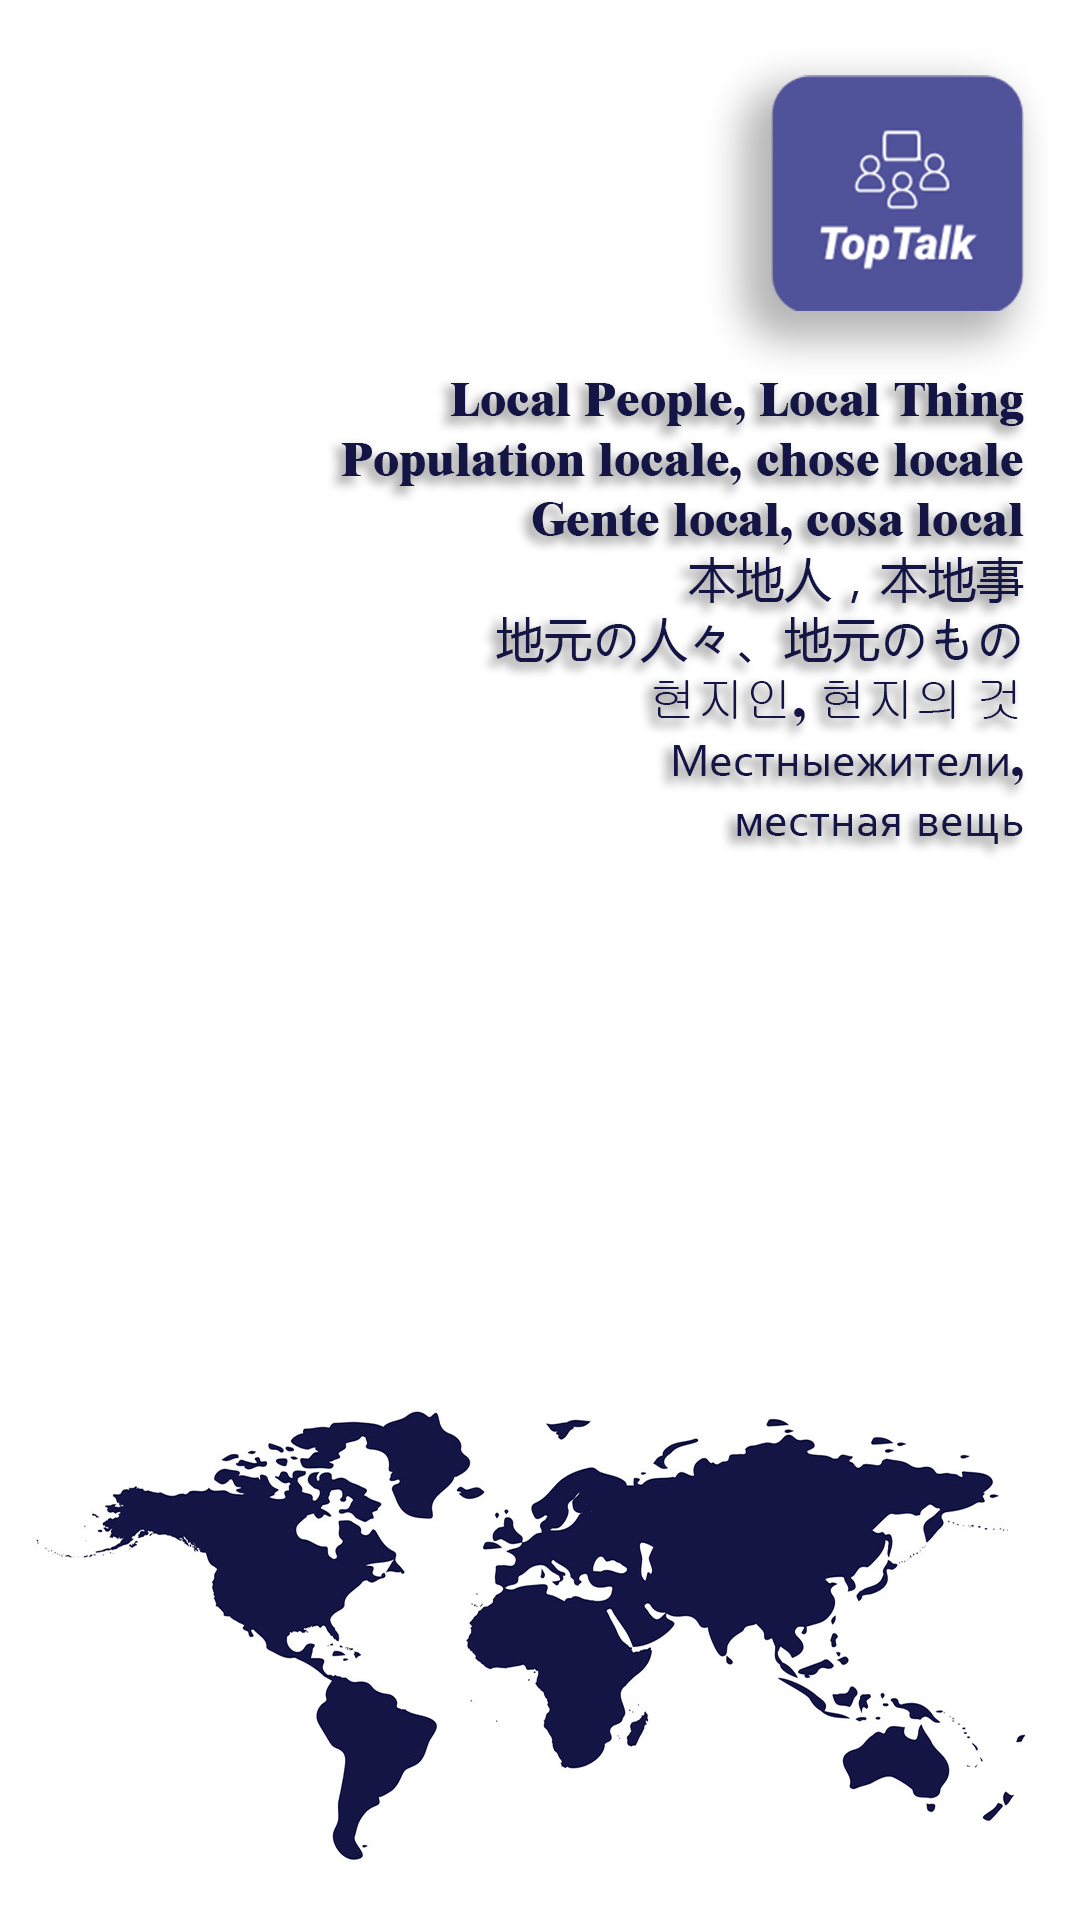 TopTalk
Local People, Local Thing
Population locale, chose locale
Gente local, cosa local
本地人，本地事
地元の人々、地元のもの
현지인, 현지의 것
Местныежители,
местная вещь